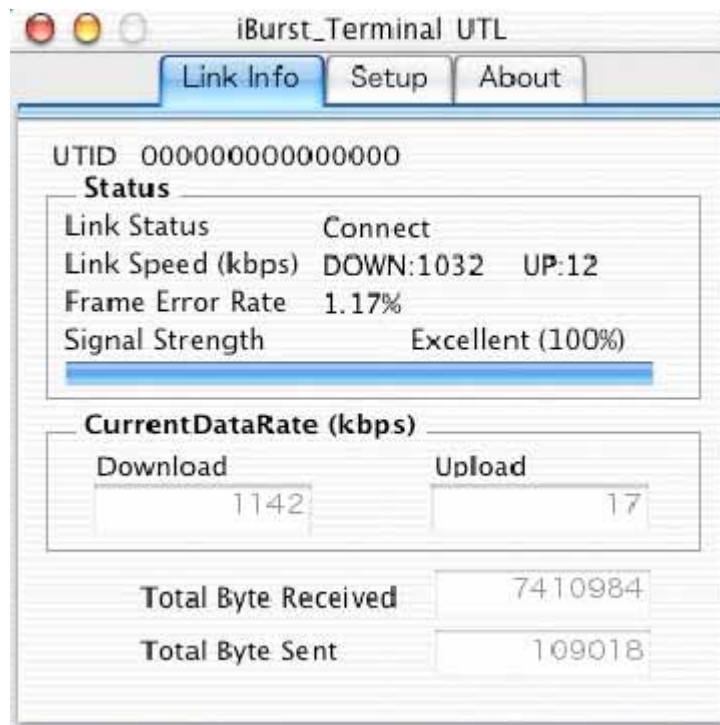 iBurst_Terminal UTL
Link Info Setup About
UTID 000000000000000
Status
Link Status Connect
Link Speed (kbps) DOWN:1032 UP:12
Frame Error Rate 1.17%
Signal Strength Excellent (100%)
CurrentDataRate (kbps)
Download Upload
1142 17
Total Byte Received 7410984
Total Byte Sent 109018